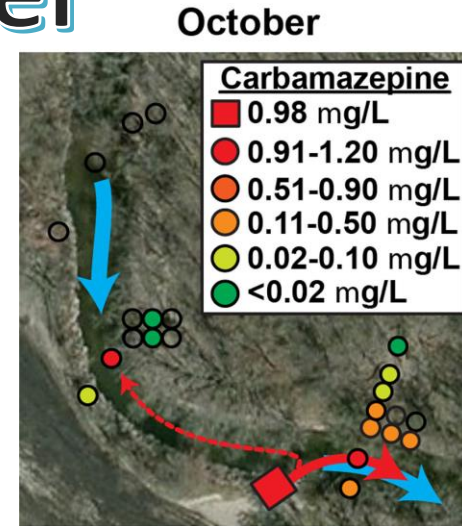 er
October
Carbamazepine
0.98 mg/L
0.91-1.20 mg/L
0.51-0.90 mg/L
0.11-0.50 mg/L
0.02-0.10 mg/L
<0.02 mg/L